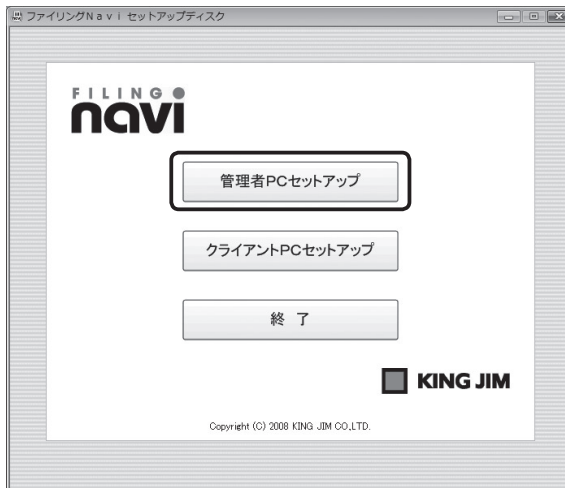 ファイリングNavi セットアップディスク
FILING
navi
管理者PCセットアップ
クライアントPCセットアップ
終 了
KING JIM
Copyright (C) 2008 KING JIM CO.,LTD.